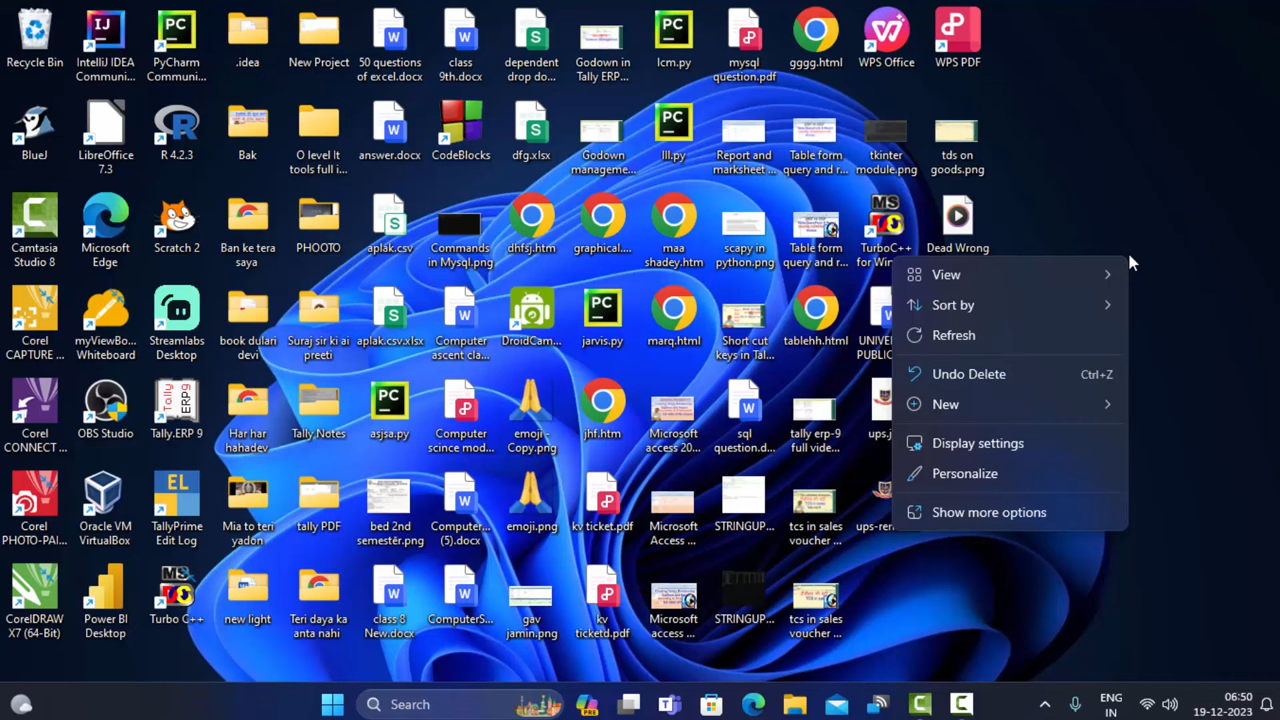 Recycle Bin
IntelliJ IDEA
Communi...
PyCharm
Communi...
.idea
New Project
50 questions
of excel.docx
class
9th.docx
dependent
drop do...
Godown in
Tally ERP...
lcm.py
mysql
question.pdf
gggg.html
WPS Office
WPS PDF
BlueJ
LibreOffice
7.3
R 4.2.3
Bak
O level It
tools full i...
answer.docx
CodeBlocks
dfg.xlsx
Godown
manageme...
lll.py
Report and
marksheet ...
Table form
query and r...
tkinter
module.png
tds on
goods.png
Camtasia
Studio 8
Microsoft
Edge
Scratch 2
Ban ke tera
saya
PHOOTO
aplak.csv
Commands
in Mysql.png
dhfsj.htm
graphical....
maa
shadey.htm
scapy in
python.png
Table form
query and r...
TurboC++
for Win...
Dead Wrong
Corel
CAPTURE ...
myViewBo...
Whiteboard
Streamlabs
Desktop
book dulari
devi
Suraj sir ki ai
preeti
aplak.csv.xlsx
Computer
ascent cla...
DroidCam...
jarvis.py
marq.html
Short cut
keys in Tal...
tablehh.html
Corel
CONNECT ...
OBS Studio
Tally.ERP 9
Har har
hahadev
Tally Notes
asjsa.py
Computer
scince mod...
emoji -
Copy.png
jhf.htm
Microsoft
access 20...
sql
question.d...
tally erp-9
full vide...
ups.j
Corel
PHOTO-PAI...
Oracle VM
VirtualBox
TallyPrime
Edit Log
Mia to teri
yadon
tally PDF
bed 2nd
semester.png
Computer...
(5).docx
emoji.png
kv ticket.pdf
Microsoft
Access ...
STRINGUP...
tcs in sales
voucher ...
ups-rer
CorelDRAW
X7 (64-Bit)
Power BI
Desktop
Turbo C++
new light
Teri daya ka
anta nahi
class 8
New.docx
ComputerS...
gav
jamin.png
kv
ticketd.pdf
Microsoft
access ...
STRINGUP...
tcs in sales
voucher ...
View
Sort by
Refresh
Undo Delete Ctrl+Z
New
Display settings
Personalize
Show more options
Search
ENG
IN
06:50
19-12-2023